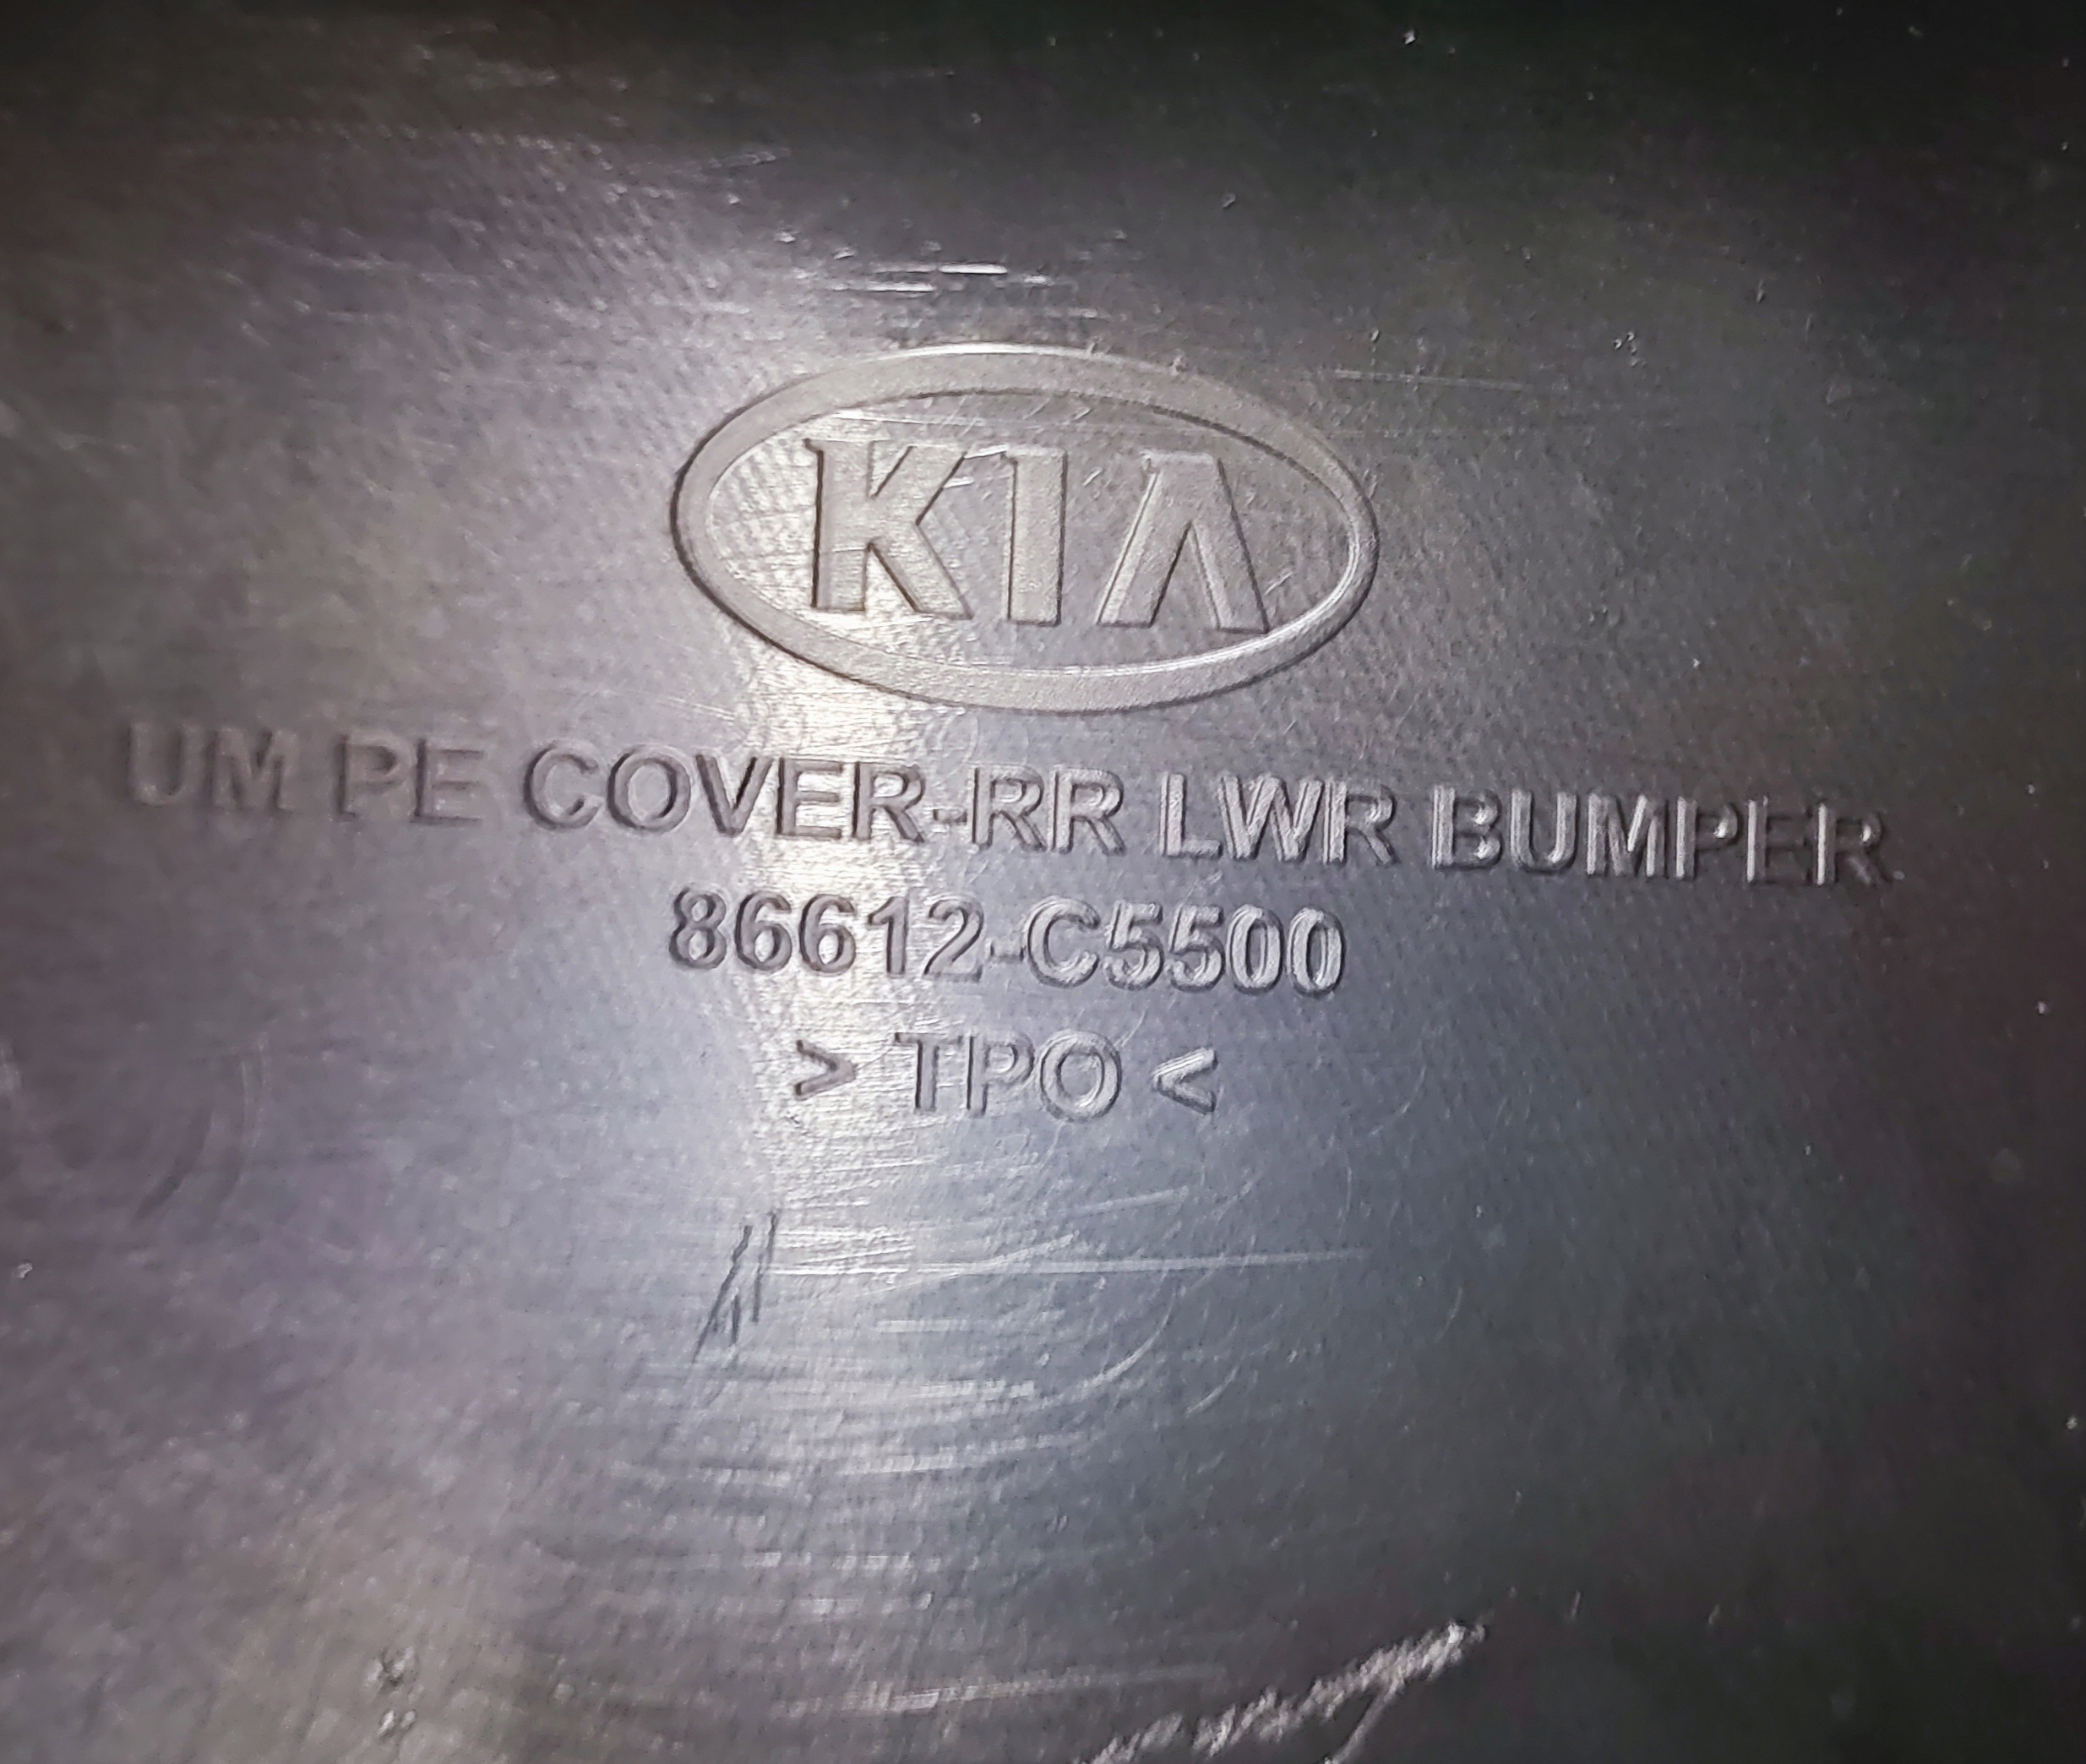 KIA
UM PE COVER-RR LWR BUMPER
86612-C5500
> TPO <